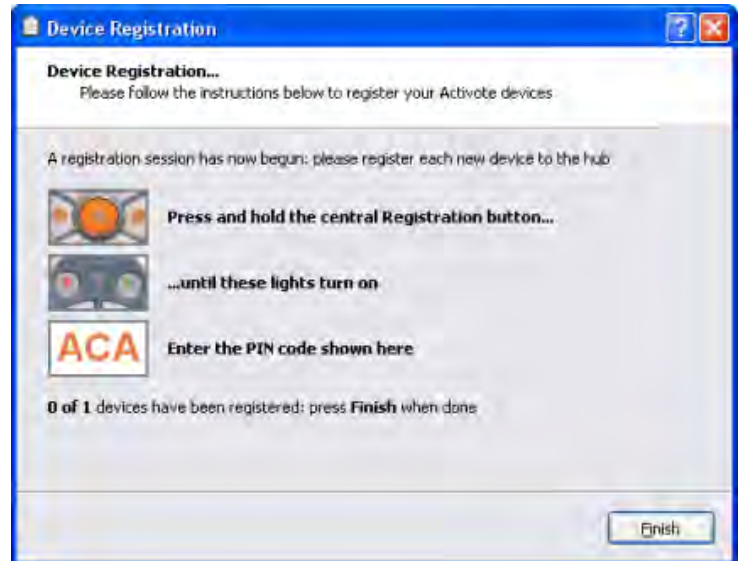 Device Registration
Device Registration...
Please follow the instructions below to register your Activote devices
A registration session has now begun: please register each new device to the hub
Press and hold the central Registration button...
...until these lights turn on
ACA
Enter the PIN code shown here
0 of 1 devices have been registered: press Finish when done
Finish